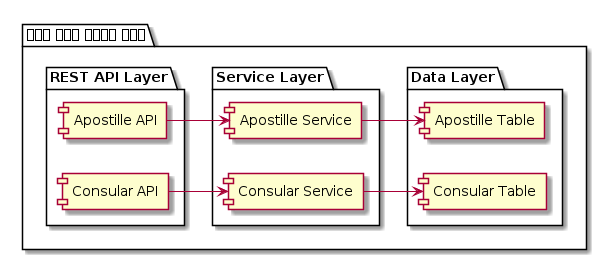 REST API Layer
Service Layer
Data Layer
Apostille API
Apostille Service
Apostille Table
Consular API
Consular Service
Consular Table